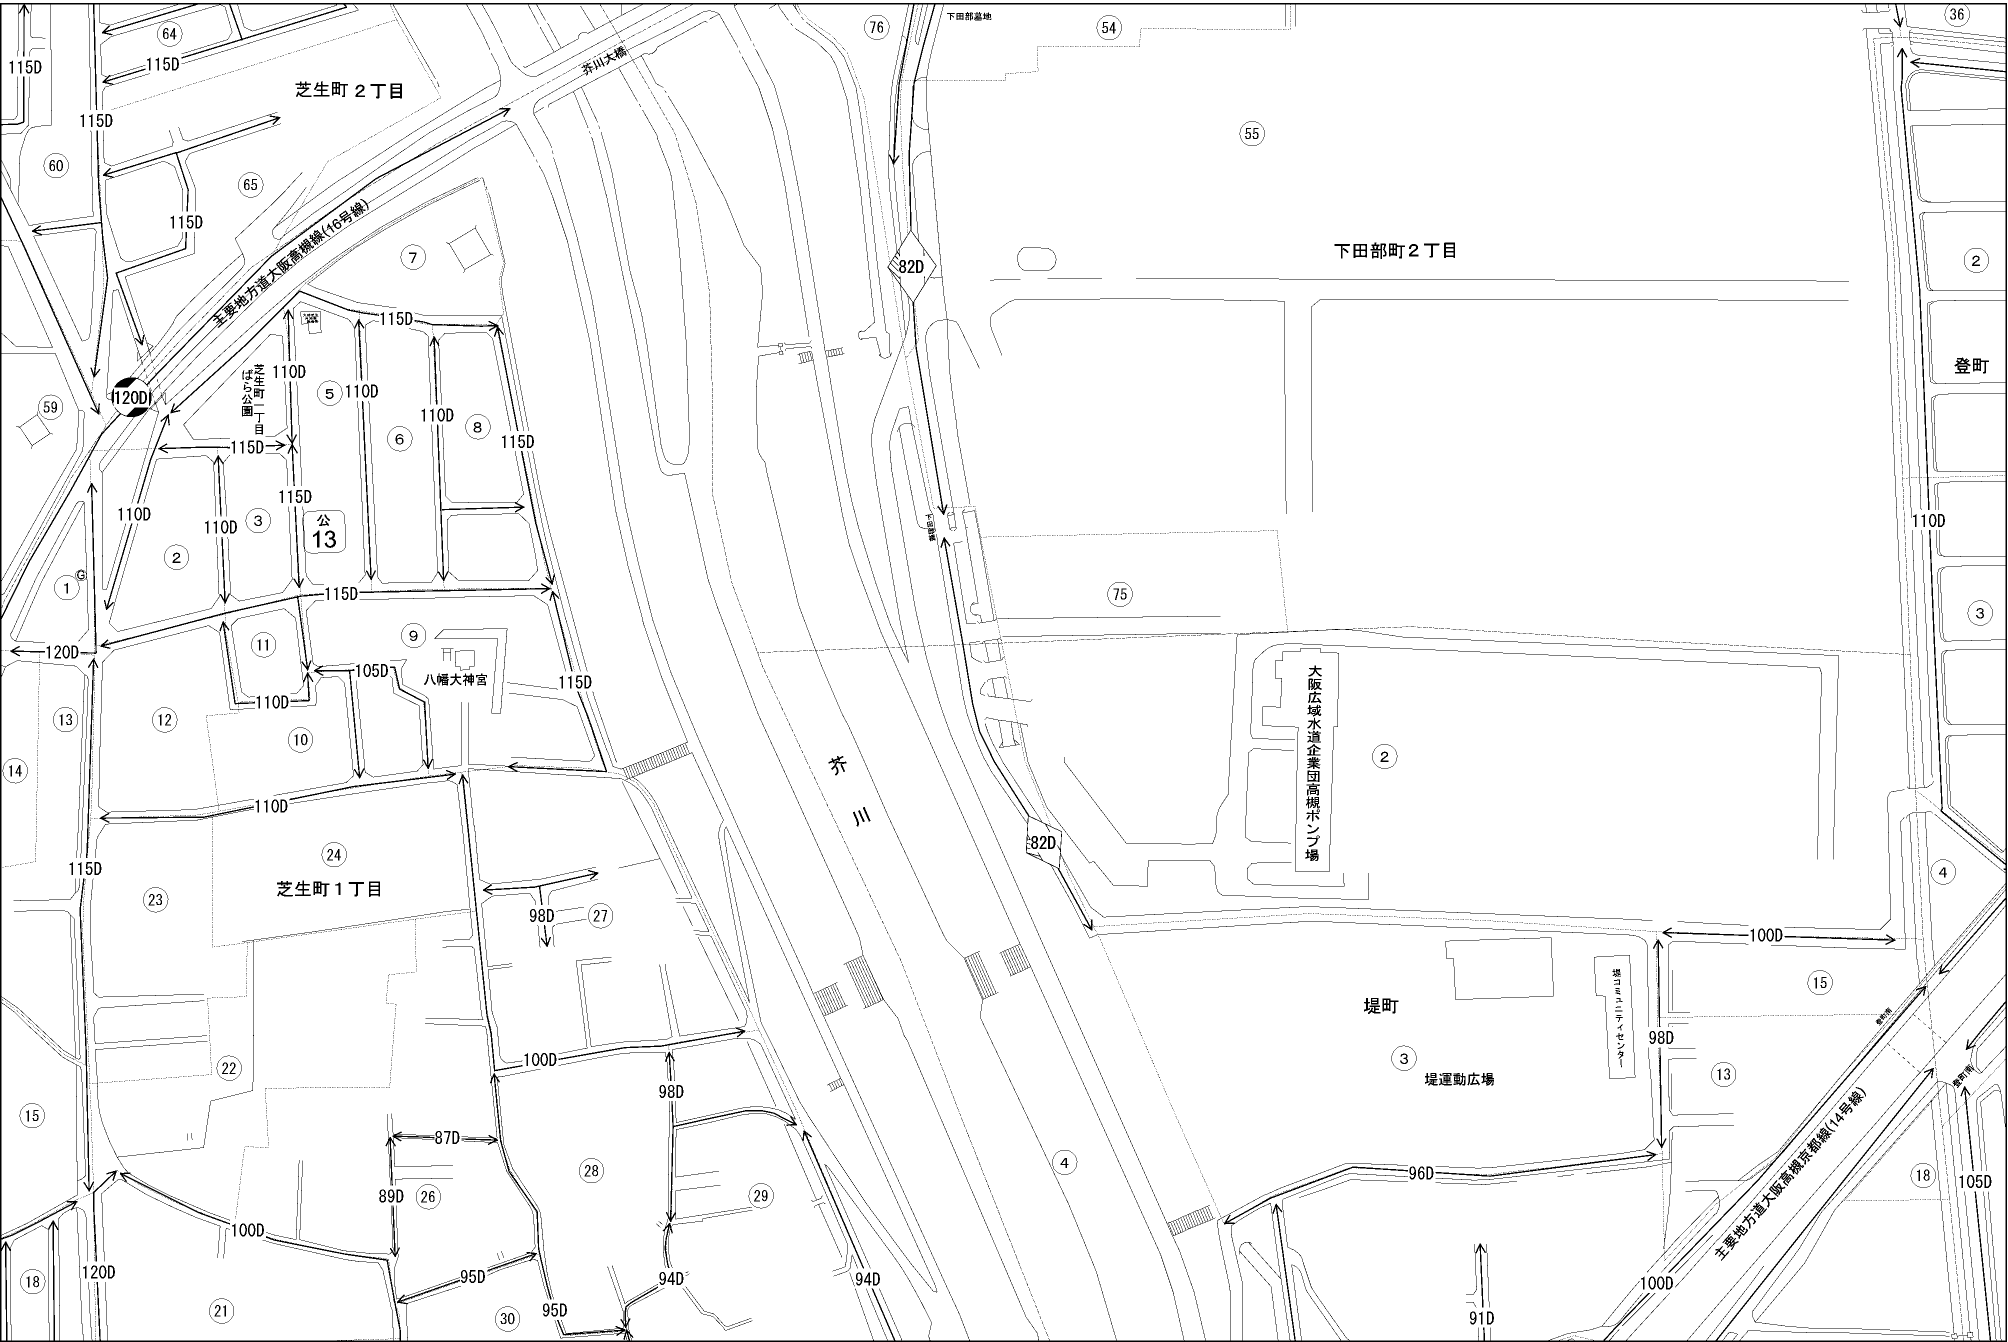 64
115D
115D
芝生町２丁目
115D
60
65
115D
芥川大橋
76
下田部墓地
54
36
55
主要地方道大阪高槻線(16号線)
7
82D
下田部町２丁目
2
115D
120D
59
芝生町一丁目
ばら公園
110D
5
110D
6
110D
8
115D
登町
115D
115D
110D
110D
3
公
13
2
1
G
115D
110D
75
3
120D
11
9
八幡大神宮
105D
110D
115D
13
12
10
14
110D
115D
24
芝生町１丁目
23
98D
27
芥
川
大阪広域水道企業団高槻ポンプ場
2
82D
4
100D
15
堤町
堤コミュニティセンター
98D
3
堤運動広場
13
登町南
登町南
主要地方道大阪高槻京都線(14号線)
22
100D
98D
15
87D
89D
26
28
29
4
96D
18
105D
100D
18
120D
21
95D
95D
30
94D
94D
91D
100D